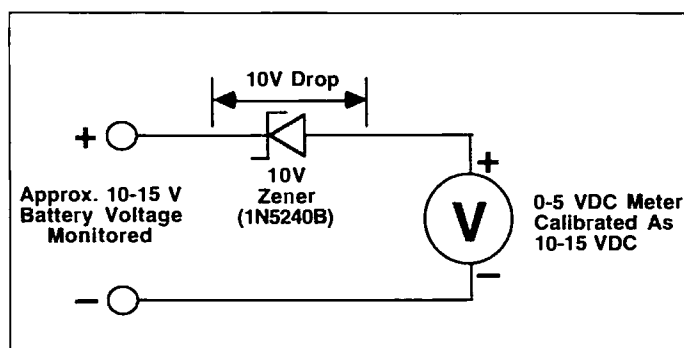 10V Drop
+
10V
Zener
(1N5240B)
Approx. 10-15 V
Battery Voltage
Monitored
+
V
−
0-5 VDC Meter
Calibrated As
10-15 VDC
−